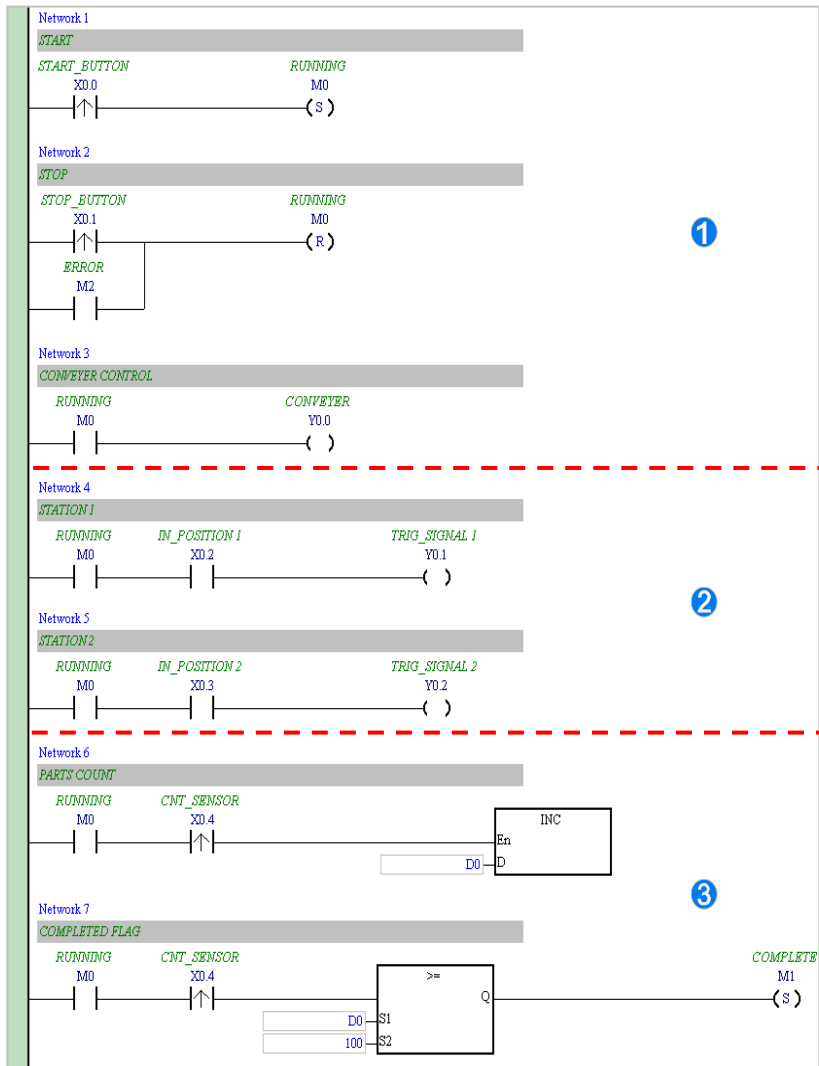 Network 1
START
START_BUTTON RUNNING
X0.0 M0
S
Network 2
STOP
STOP_BUTTON RUNNING
X0.1 M0
R
1
ERROR
M2
Network 3
CONVEYER CONTROL
RUNNING CONVEYER
M0 Y0.0
Network 4
STATION 1
RUNNING IN_POSITION 1 TRIG_SIGNAL 1
M0 X0.2 Y0.1
2
Network 5
STATION 2
RUNNING IN_POSITION 2 TRIG_SIGNAL 2
M0 X0.3 Y0.2
Network 6
PARTS COUNT
RUNNING CNT_SENSOR
M0 X0.4 INC
En
D0 D
3
Network 7
COMPLETED FLAG
RUNNING CNT_SENSOR COMPLETE
M0 X0.4 >= M1
Q S
D0 S1
100 S2